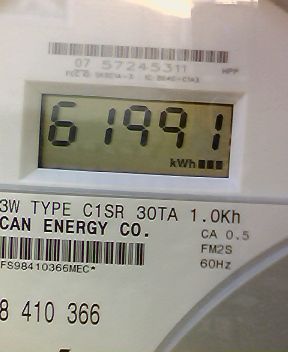 07 57245311
HPP
61991
kWh
3W TYPE C1SR 30TA 1.0Kh
CAN ENERGY CO.
CA 0.5
FM2S
60Hz
FS98410366MEC*
8 410 366